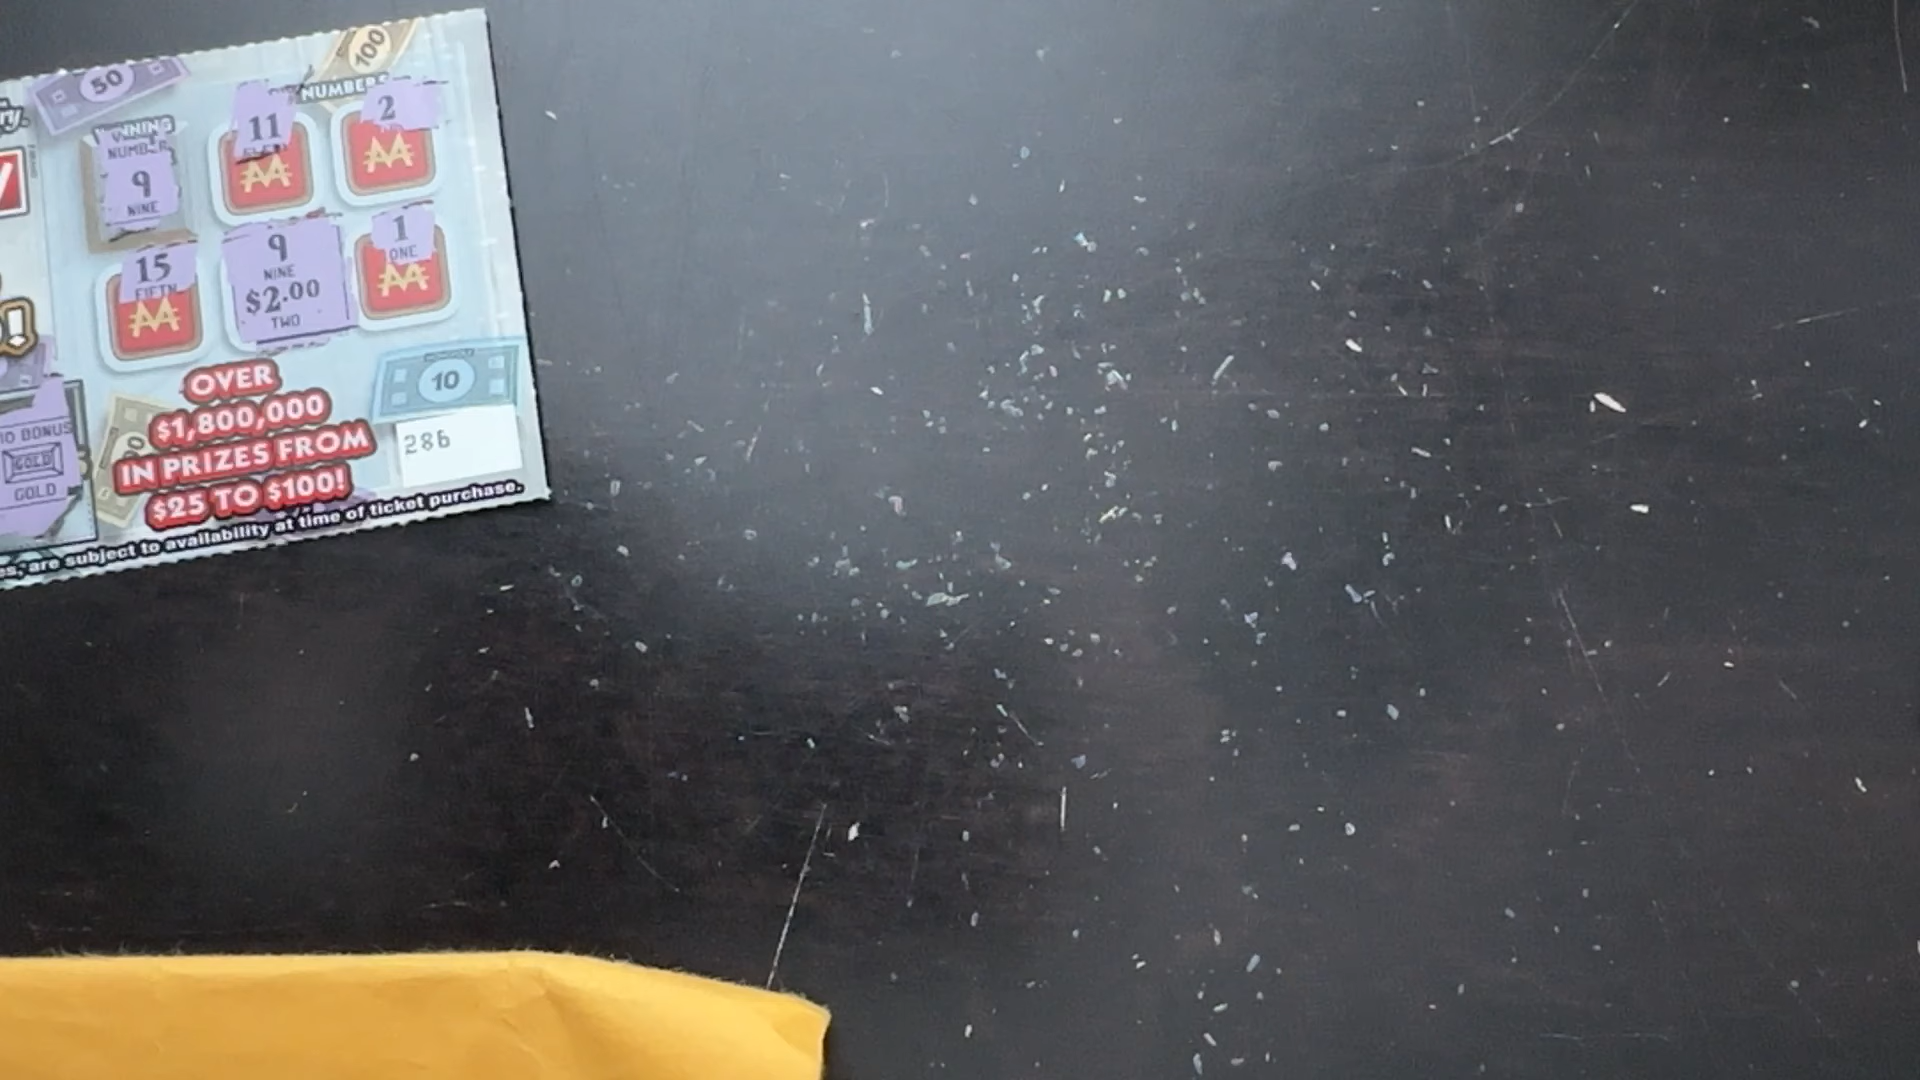 50
100
NUMBERS
WINNING
NUMBER
9
NINE
11
2
15
FIFTN
9
NINE
$2.00
TWO
1
ONE
OVER
$1,800,000
IN PRIZES FROM
$25 TO $100!
10
286
10 BONUS
GOLD
GOLD
are subject to availability at time of ticket purchase.